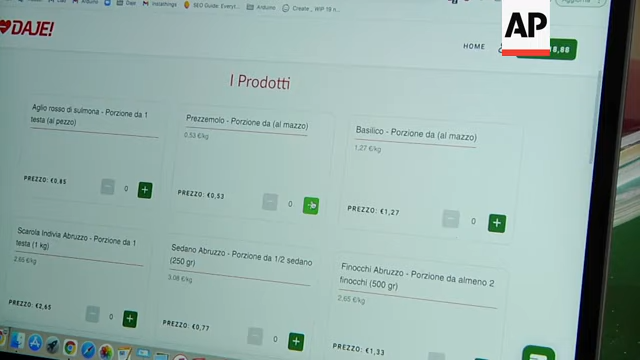 Arduino
SEO Guide: Everyt...
Arduino
Create _ WiP 19 n...
DAJE!
HOME
AP
I Prodotti
Aglio rosso di sulmona - Porzione da 1
testa (al pezzo)
PREZZO: €0,85
0
Prezzemolo - Porzione da (al mazzo)
0,53 €/kg
PREZZO: €0,53
0
Basilico - Porzione da (al mazzo)
1,27 €/kg
PREZZO: €1,27
0
Scarola Indivia Abruzzo - Porzione da 1
testa (1 kg)
2,65 €/kg
PREZZO: €2,65
0
Sedano Abruzzo - Porzione da 1/2 sedano
(250 gr)
3,08 €/kg
PREZZO: €0,77
0
Finocchi Abruzzo - Porzione da almeno 2
finocchi (500 gr)
2,65 €/kg
PREZZO: €1,33